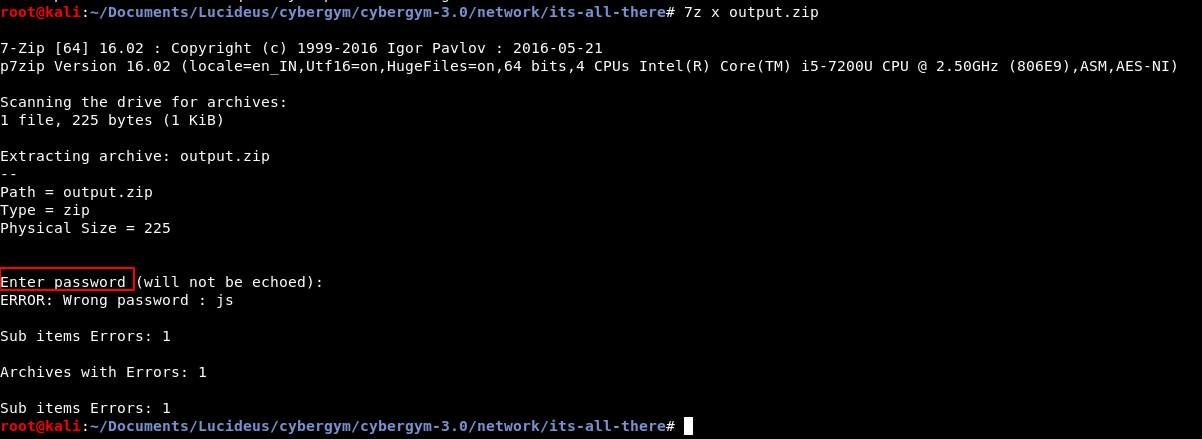 root@kali:~/Documents/Lucideus/cybergym/cybergym-3.0/network/its-all-there# 7z x output.zip
7-Zip [64] 16.02 : Copyright (c) 1999-2016 Igor Pavlov : 2016-05-21
p7zip Version 16.02 (locale=en_IN,Utf16=on,HugeFiles=on,64 bits,4 CPUs Intel(R) Core(TM) i5-7200U CPU @ 2.50GHz (806E9),ASM,AES-NI)
Scanning the drive for archives:
1 file, 225 bytes (1 KiB)
Extracting archive: output.zip
--
Path = output.zip
Type = zip
Physical Size = 225
Enter password (will not be echoed):
ERROR: Wrong password : js
Sub items Errors: 1
Archives with Errors: 1
Sub items Errors: 1
root@kali:~/Documents/Lucideus/cybergym/cybergym-3.0/network/its-all-there#